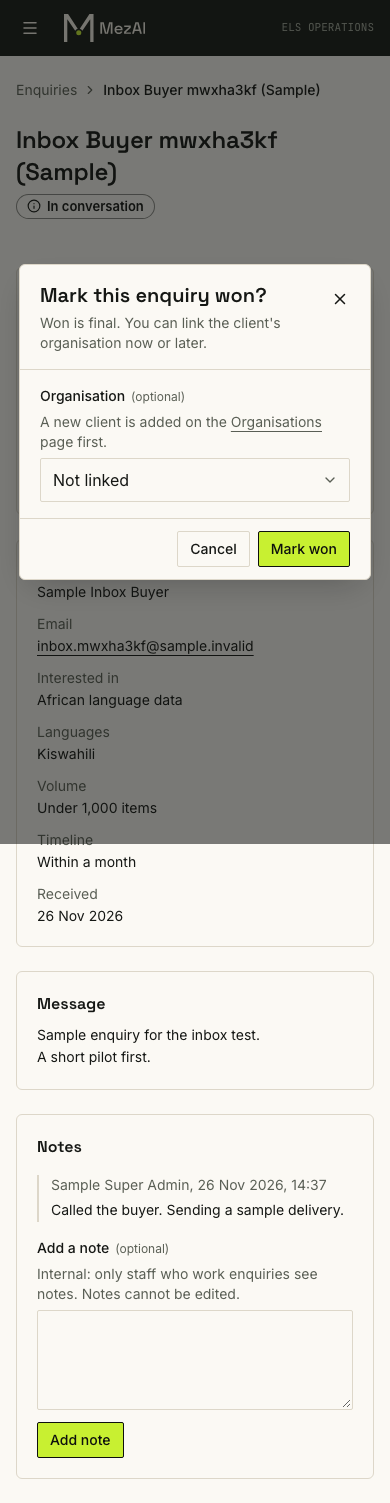 MezAI
ELS OPERATIONS
Enquiries > Inbox Buyer mwxha3kf (Sample)
Inbox Buyer mwxha3kf
(Sample)
In conversation
Mark this enquiry won?
Won is final. You can link the client's
organisation now or later.
Organisation (optional)
A new client is added on the Organisations
page first.
Not linked
Cancel
Mark won
Sample Inbox Buyer
Email
inbox.mwxha3kf@sample.invalid
Interested in
African language data
Languages
Kiswahili
Volume
Under 1,000 items
Timeline
Within a month
Received
26 Nov 2026
Message
Sample enquiry for the inbox test.
A short pilot first.
Notes
Sample Super Admin, 26 Nov 2026, 14:37
Called the buyer. Sending a sample delivery.
Add a note (optional)
Internal: only staff who work enquiries see
notes. Notes cannot be edited.
Add note